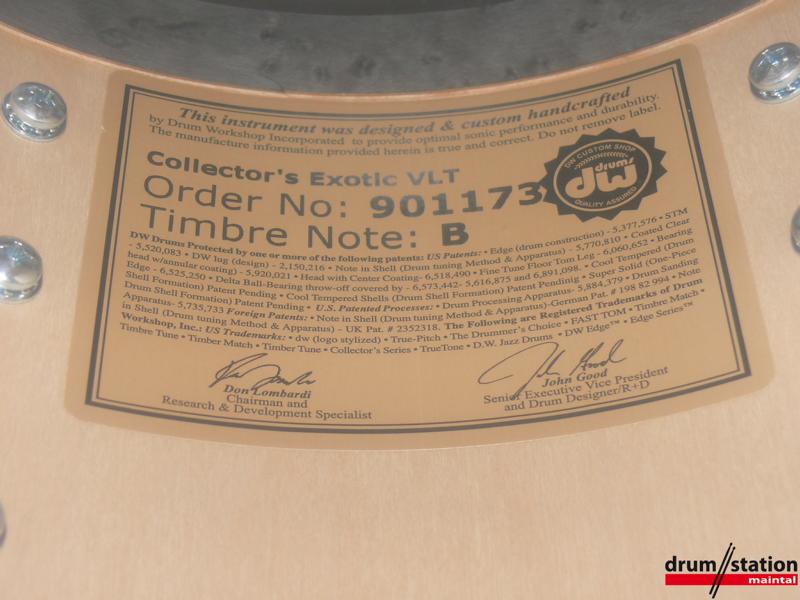 This instrument was designed & custom handcrafted
by Drum Workshop Incorporated to provide optimal sonic performance and durability.
The manufacture information provided herein is true and correct. Do not remove label.
Collector's Exotic VLT
Order No: 901173
Timbre Note: B
DW CUSTOM SHOP
drums
dw
QUALITY ASSURED
DW Drums Protected by one or more of the following patents: US Patents: • Edge (drum construction) - 5,377,576 • STM
- 5,520,083 • DW lug (design) - 2,150,216 • Note in Shell (Drum tuning Method & Apparatus) - 5,770,810 • Coated Clear
head w/annular coating) - 5,920,021 • Head with Center Coating- 6,518,490 • Fine Tune Floor Tom Leg - 6,060,652 • Bearing
Edge - 6,525,250 • Delta Ball-Bearing throw-off covered by - 6,573,442- 5,616,875 and 6,891,098. • Cool Tempered (Drum
Shell Formation) Patent Pending • Cool Tempered Shells (Drum Shell Formation) Patent Pendinig • Super Solid (One-Piece
Drum Shell Formation) Patent Pending • U.S. Patented Processes: • Drum Processing Apparatus- 5,884,379 • Drum Sanding
Apparatus- 5,735,733 Foreign Patents: • Note in Shell (Drum tuning Method & Apparatus)-German Pat. # 198 82 994 • Note
in Shell (Drum tuning Method & Apparatus) - UK Pat. # 2352318. The Following are Registered Trademarks of Drum
Workshop, Inc.: US Trademarks: • dw (logo stylized) • True-Pitch • The Drummer's Choice • FAST TOM • Timbre Match •
Timbre Tune • Timbre Match • Timbre Tune • Collector's Series • TrueTone • D.W. Jazz Drums • DW Edge™ • Edge Series™
Don Lombardi
Chairman and
Research & Development Specialist
John Good
Senior Executive Vice President
and Drum Designer/R+D
drum//station
maintal